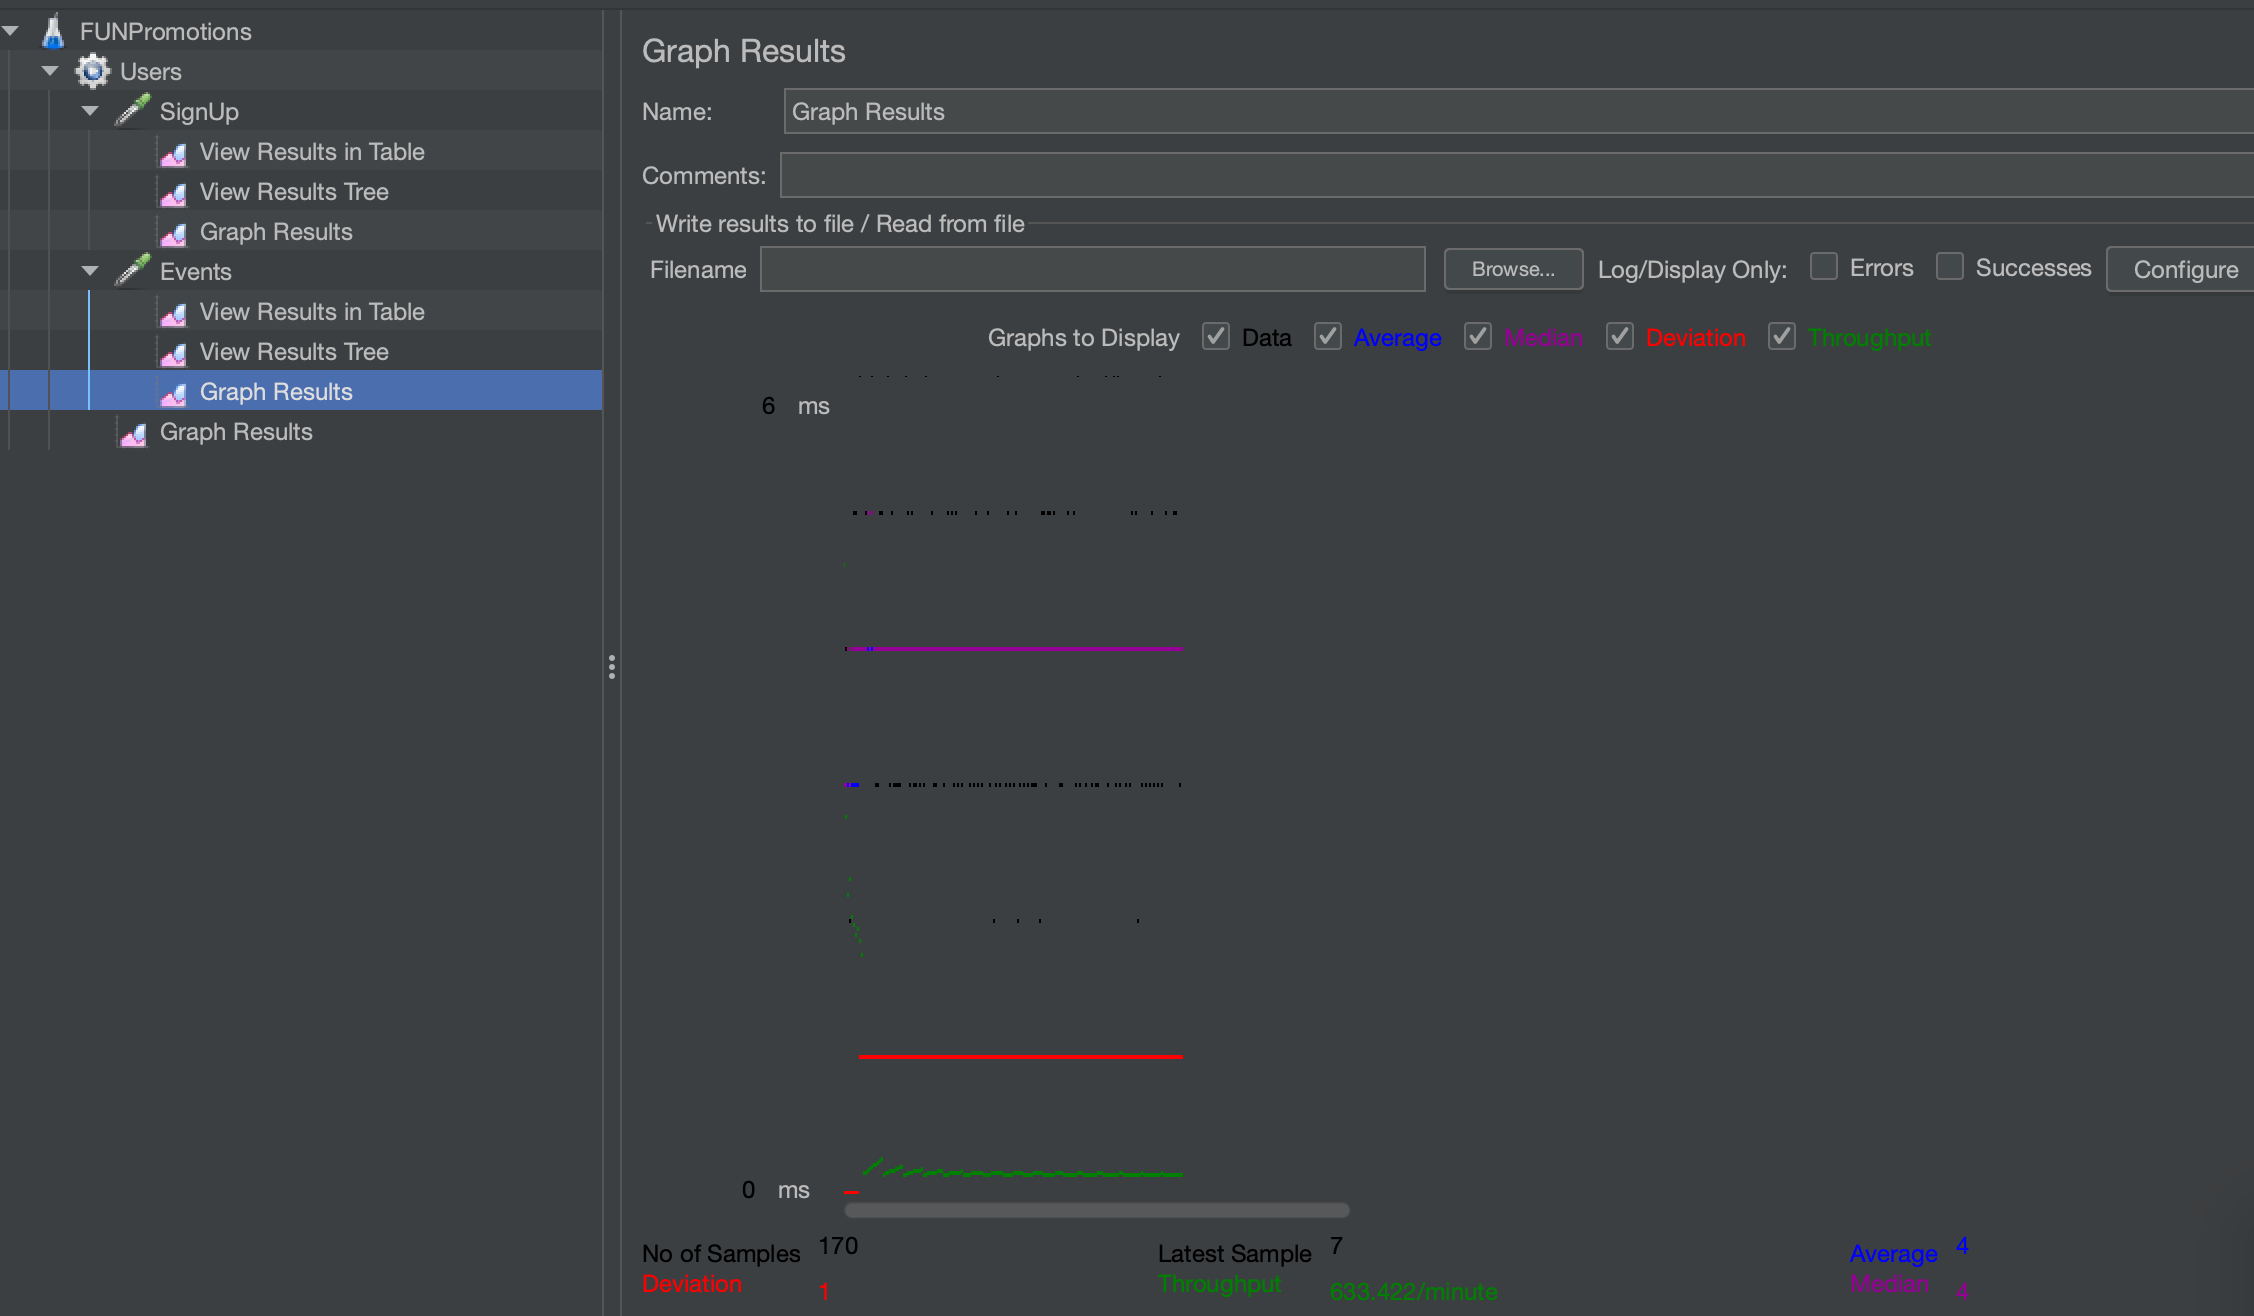 FUNPromotions
Users
SignUp
View Results in Table
View Results Tree
Graph Results
Events
View Results in Table
View Results Tree
Graph Results
Graph Results
Graph Results
Name: Graph Results
Comments:
Write results to file / Read from file
Filename Browse... Log/Display Only: Errors Successes Configure
Graphs to Display Data Average Median Deviation Throughput
6 ms
0 ms
No of Samples 170 Latest Sample 7 Average 4
Deviation 1 Throughput 633.422/minute Median 4